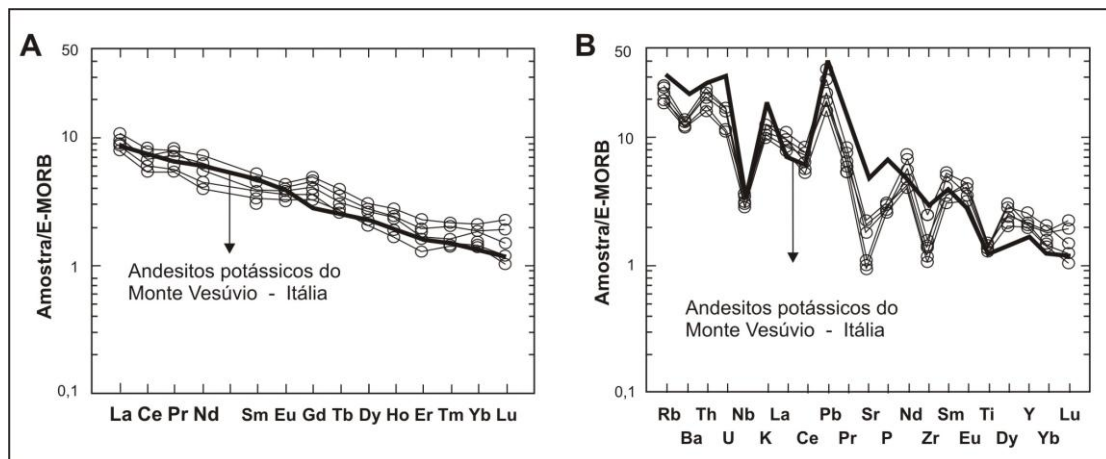 A
Amostra/E-MORB
50
10
1
0,1
Andesitos potássicos do
Monte Vesúvio - Itália
La Ce Pr Nd Sm Eu Gd Tb Dy Ho Er Tm Yb Lu
B
Amostra/E-MORB
50
10
1
0,1
Andesitos potássicos do
Monte Vesúvio - Itália
Rb Th Nb La Pb Sr Nd Sm Ti Y Lu
Ba U K Ce Pr P Zr Eu Dy Yb